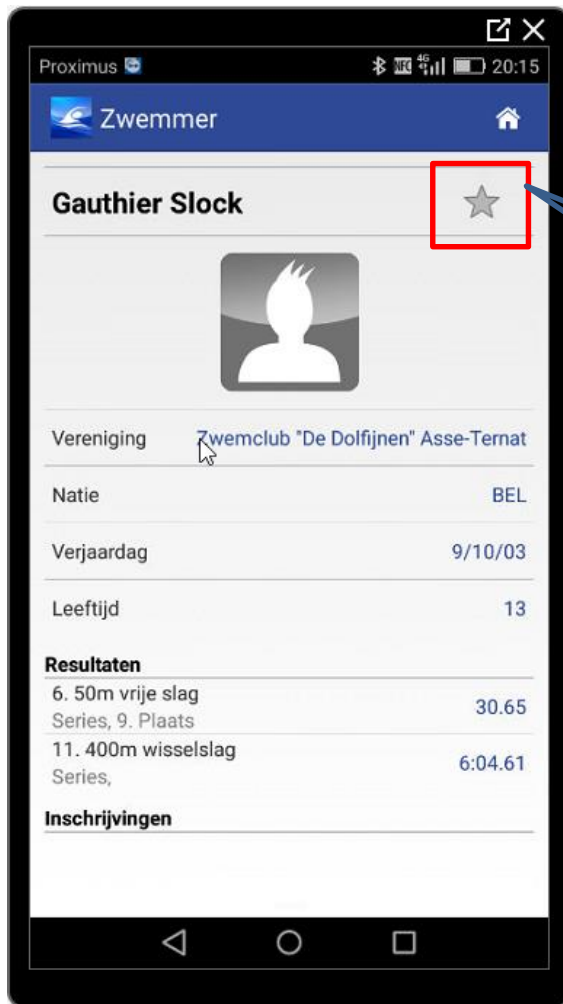 Proximus NFC 4G 20:15
Zwemmer
Gauthier Slock
Vereniging Zwemclub "De Dolfijnen" Asse-Ternat
Natie BEL
Verjaardag 9/10/03
Leeftijd 13
Resultaten
6. 50m vrije slag 30.65
Series, 9. Plaats
11. 400m wisselslag 6:04.61
Series,
Inschrijvingen